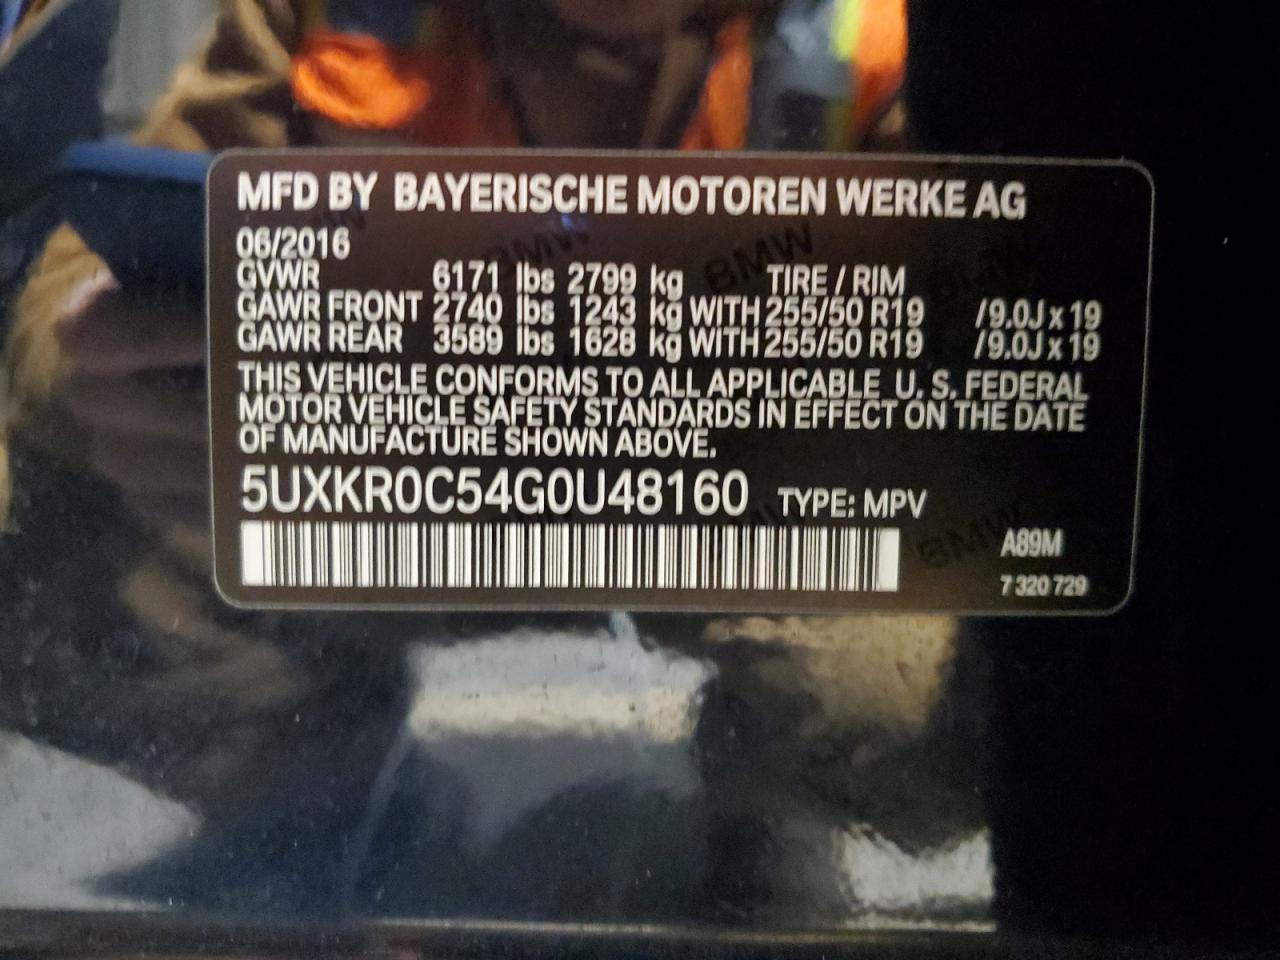 MFD BY BAYERISCHE MOTOREN WERKE AG
06/2016
GVWR 6171 lbs 2799 kg TIRE / RIM
GAWR FRONT 2740 lbs 1243 kg WITH 255/50 R19 /9.0J x 19
GAWR REAR 3589 lbs 1628 kg WITH 255/50 R19 /9.0J x 19
THIS VEHICLE CONFORMS TO ALL APPLICABLE U. S. FEDERAL
MOTOR VEHICLE SAFETY STANDARDS IN EFFECT ON THE DATE
OF MANUFACTURE SHOWN ABOVE.
5UXKR0C54G0U48160 TYPE: MPV
A89M
7 320 729